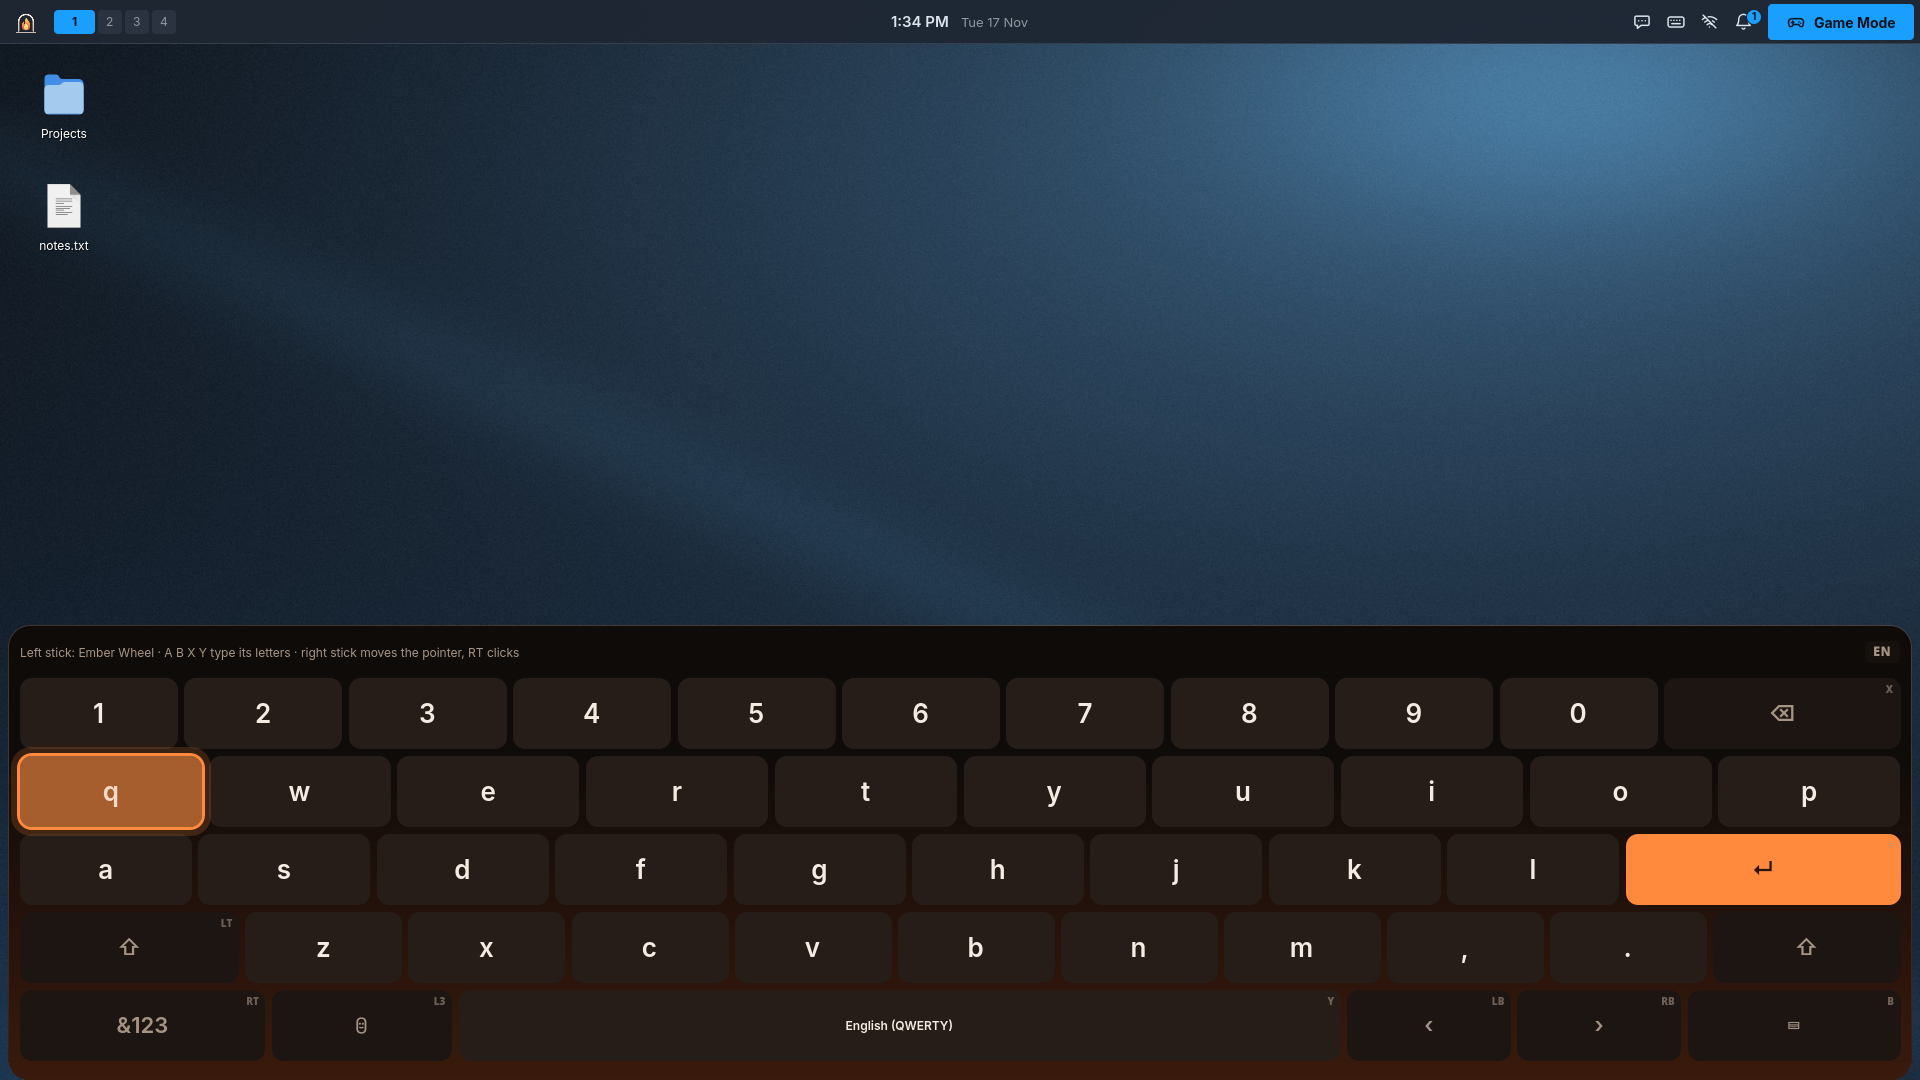 1 2 3 4 1:34 PM Tue 17 Nov 1 Game Mode
Projects
notes.txt
Left stick: Ember Wheel · A B X Y type its letters · right stick moves the pointer, RT clicks EN
1 2 3 4 5 6 7 8 9 0 X
q w e r t y u i o p
a s d f g h j k l
LT z x c v b n m , .
&123 RT L3 English (QWERTY) Y ‹ LB › RB B